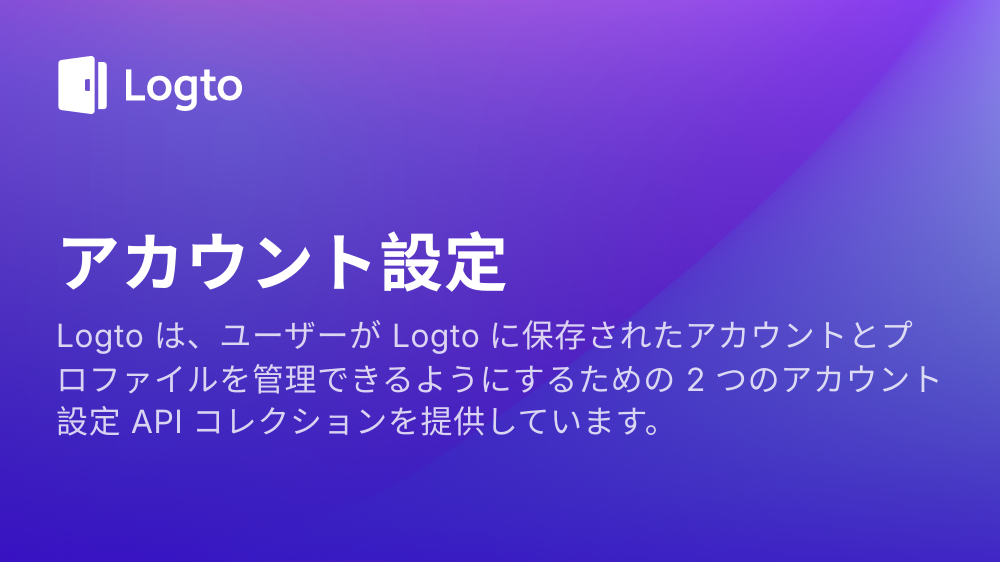 Logto
アカウント設定
Logto は、ユーザーが Logto に保存されたアカウントとプ
ロファイルを管理できるようにするための 2 つのアカウント
設定 API コレクションを提供しています。